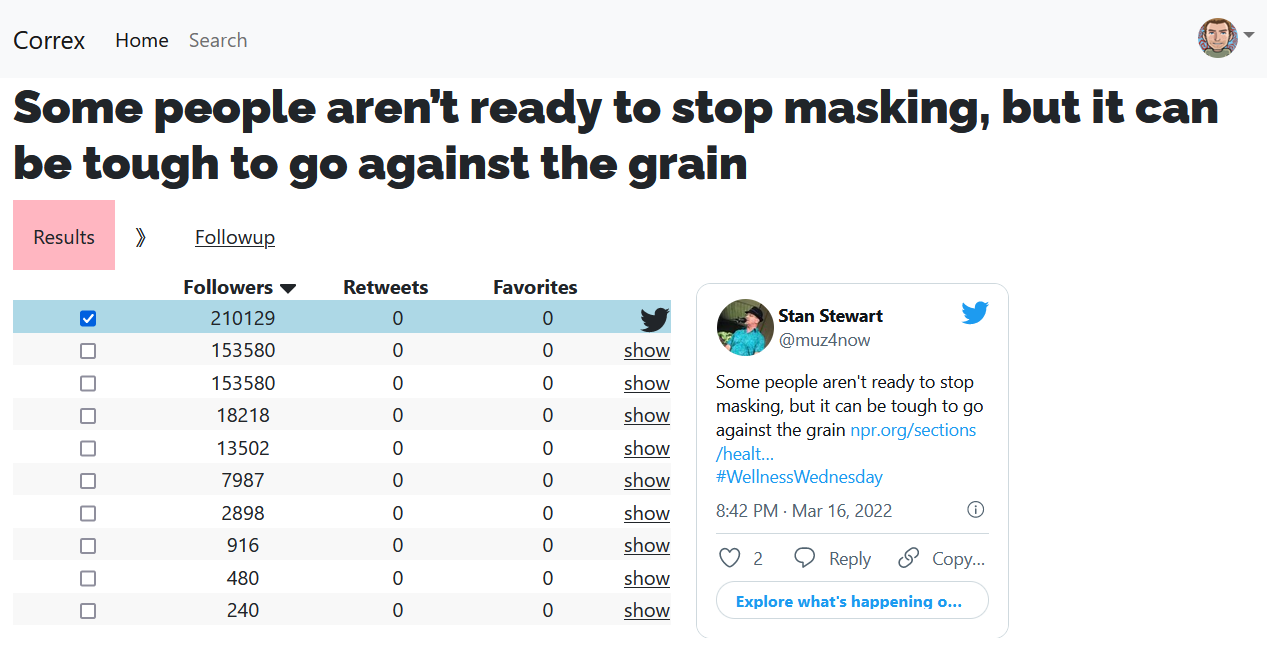 Correx Home Search
Some people aren’t ready to stop masking, but it can
be tough to go against the grain
Results 》 Followup
Followers Retweets Favorites
210129 0 0
153580 0 0 show
153580 0 0 show
18218 0 0 show
13502 0 0 show
7987 0 0 show
2898 0 0 show
916 0 0 show
480 0 0 show
240 0 0 show
Stan Stewart
@muz4now
Some people aren't ready to stop
masking, but it can be tough to go
against the grain npr.org/sections
/healt…
#WellnessWednesday
8:42 PM · Mar 16, 2022
2 Reply Copy...
Explore what's happening o...